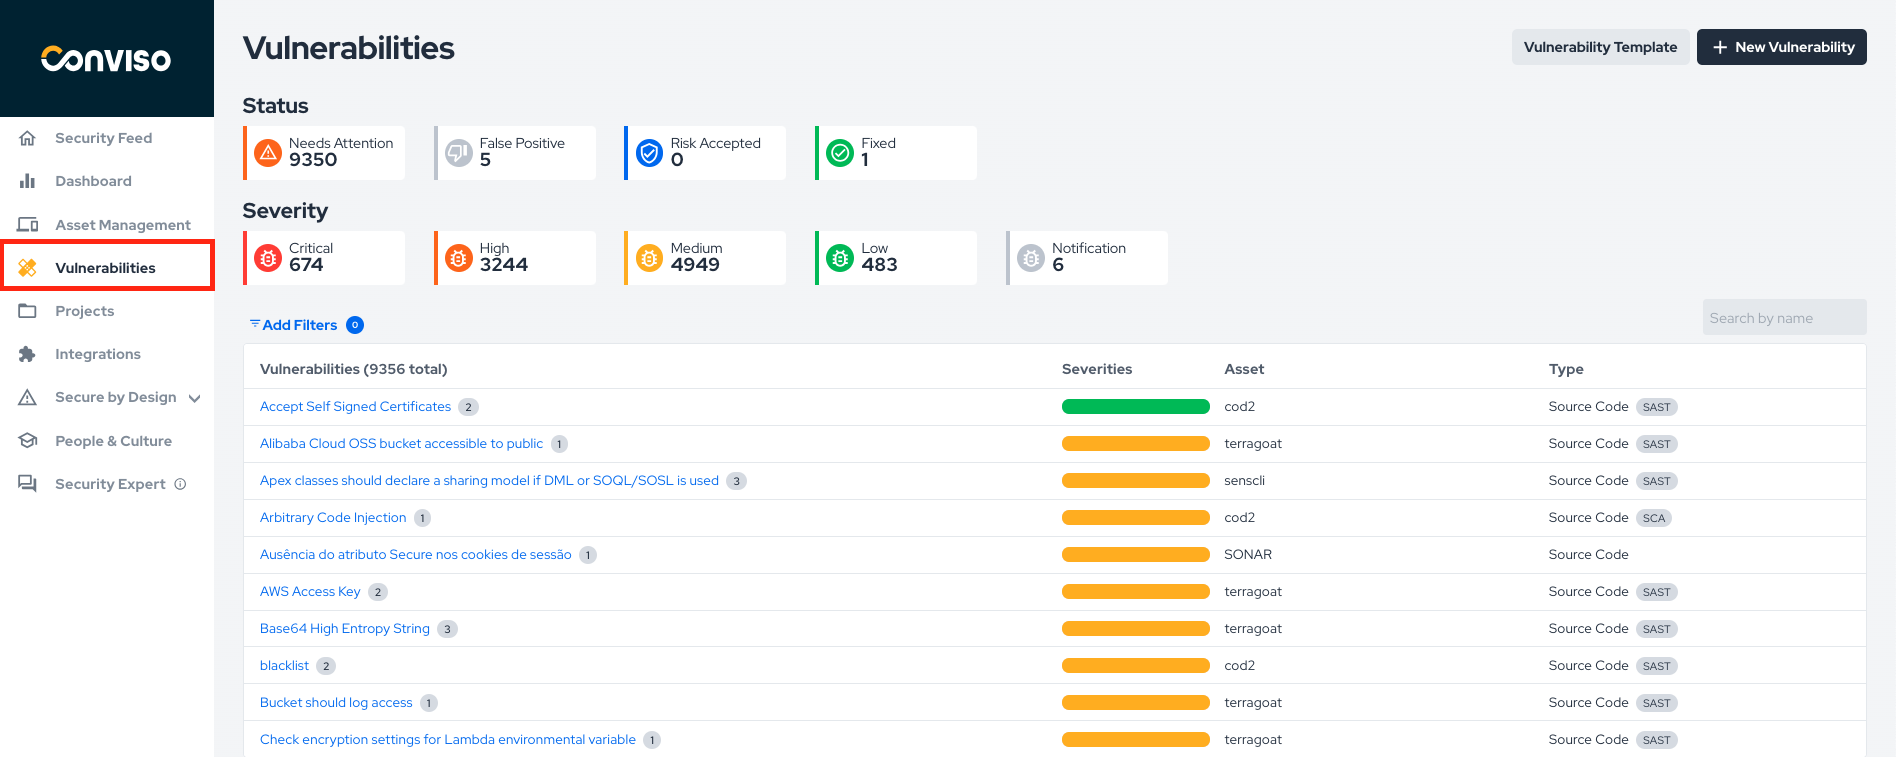 Conviso
Security Feed
Dashboard
Asset Management
Vulnerabilities
Projects
Integrations
Secure by Design
People & Culture
Security Expert
Vulnerabilities
Vulnerability Template
+ New Vulnerability
Status
Needs Attention
9350
False Positive
5
Risk Accepted
0
Fixed
1
Severity
Critical
674
High
3244
Medium
4949
Low
483
Notification
6
Add Filters 0
Search by name
Vulnerabilities (9356 total) Severities Asset Type
Accept Self Signed Certificates 2 cod2 Source Code SAST
Alibaba Cloud OSS bucket accessible to public 1 terragoat Source Code SAST
Apex classes should declare a sharing model if DML or SOQL/SOSL is used 3 senscli Source Code SAST
Arbitrary Code Injection 1 cod2 Source Code SCA
Ausência do atributo Secure nos cookies de sessão 1 SONAR Source Code
AWS Access Key 2 terragoat Source Code SAST
Base64 High Entropy String 3 terragoat Source Code SAST
blacklist 2 cod2 Source Code SAST
Bucket should log access 1 terragoat Source Code SAST
Check encryption settings for Lambda environmental variable 1 terragoat Source Code SAST